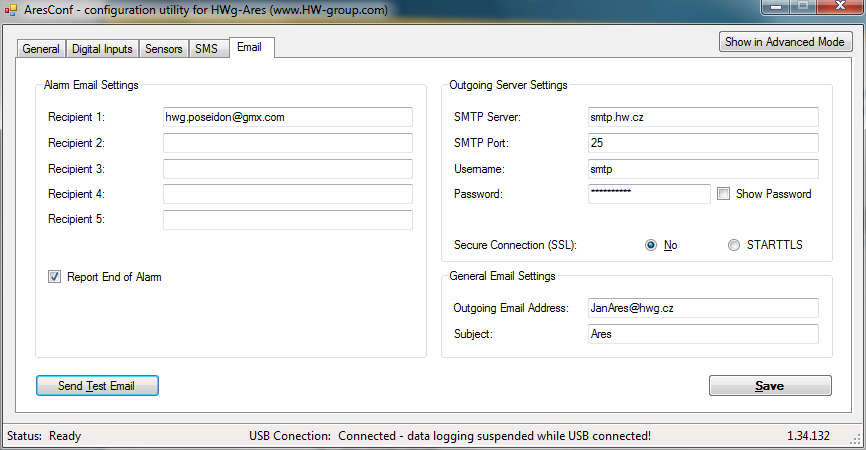 AresConf - configuration utility for HWg-Ares (www.HW-group.com)
Show in Advanced Mode
General Digital Inputs Sensors SMS Email
Alarm Email Settings
Recipient 1: hwg.poseidon@gmx.com
Recipient 2:
Recipient 3:
Recipient 4:
Recipient 5:
Report End of Alarm
Outgoing Server Settings
SMTP Server: smtp.hw.cz
SMTP Port: 25
Username: smtp
Password: ********** Show Password
Secure Connection (SSL): No STARTTLS
General Email Settings
Outgoing Email Address: JanAres@hwg.cz
Subject: Ares
Send Test Email
Save
Status: Ready USB Conection: Connected - data logging suspended while USB connected! 1.34.132